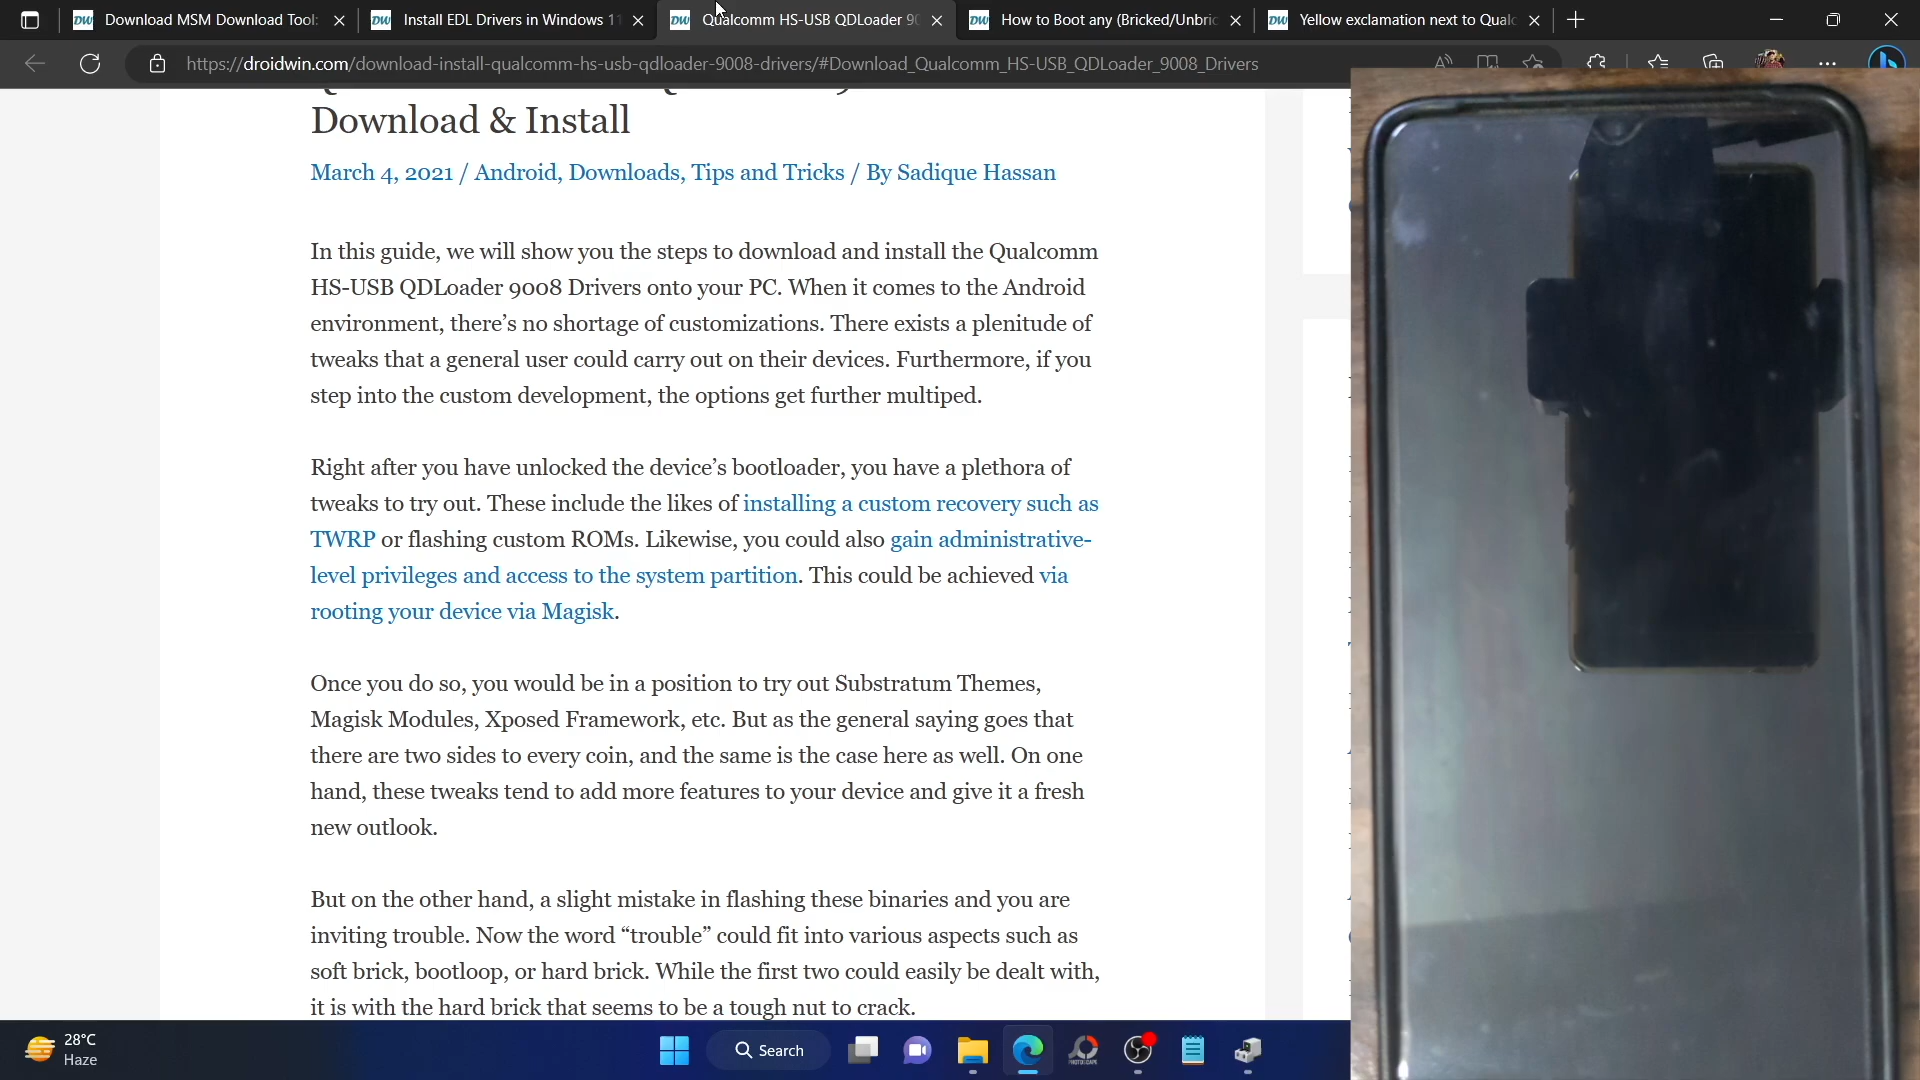 DW Download MSM Download Tool:
DW Install EDL Drivers in Windows 11
DW Qualcomm HS-USB QDLoader 90
DW How to Boot any (Bricked/Unbric
DW Yellow exclamation next to Qualc
https://droidwin.com/download-install-qualcomm-hs-usb-qdloader-9008-drivers/#Download_Qualcomm_HS-USB_QDLoader_9008_Drivers
Download & Install
March 4, 2021 / Android, Downloads, Tips and Tricks / By Sadique Hassan
In this guide, we will show you the steps to download and install the Qualcomm
HS-USB QDLoader 9008 Drivers onto your PC. When it comes to the Android
environment, there’s no shortage of customizations. There exists a plenitude of
tweaks that a general user could carry out on their devices. Furthermore, if you
step into the custom development, the options get further multiped.
Right after you have unlocked the device’s bootloader, you have a plethora of
tweaks to try out. These include the likes of installing a custom recovery such as
TWRP or flashing custom ROMs. Likewise, you could also gain administrative-
level privileges and access to the system partition. This could be achieved via
rooting your device via Magisk.
Once you do so, you would be in a position to try out Substratum Themes,
Magisk Modules, Xposed Framework, etc. But as the general saying goes that
there are two sides to every coin, and the same is the case here as well. On one
hand, these tweaks tend to add more features to your device and give it a fresh
new outlook.
But on the other hand, a slight mistake in flashing these binaries and you are
inviting trouble. Now the word “trouble” could fit into various aspects such as
soft brick, bootloop, or hard brick. While the first two could easily be dealt with,
it is with the hard brick that seems to be a tough nut to crack.
28°C
Haze
Search